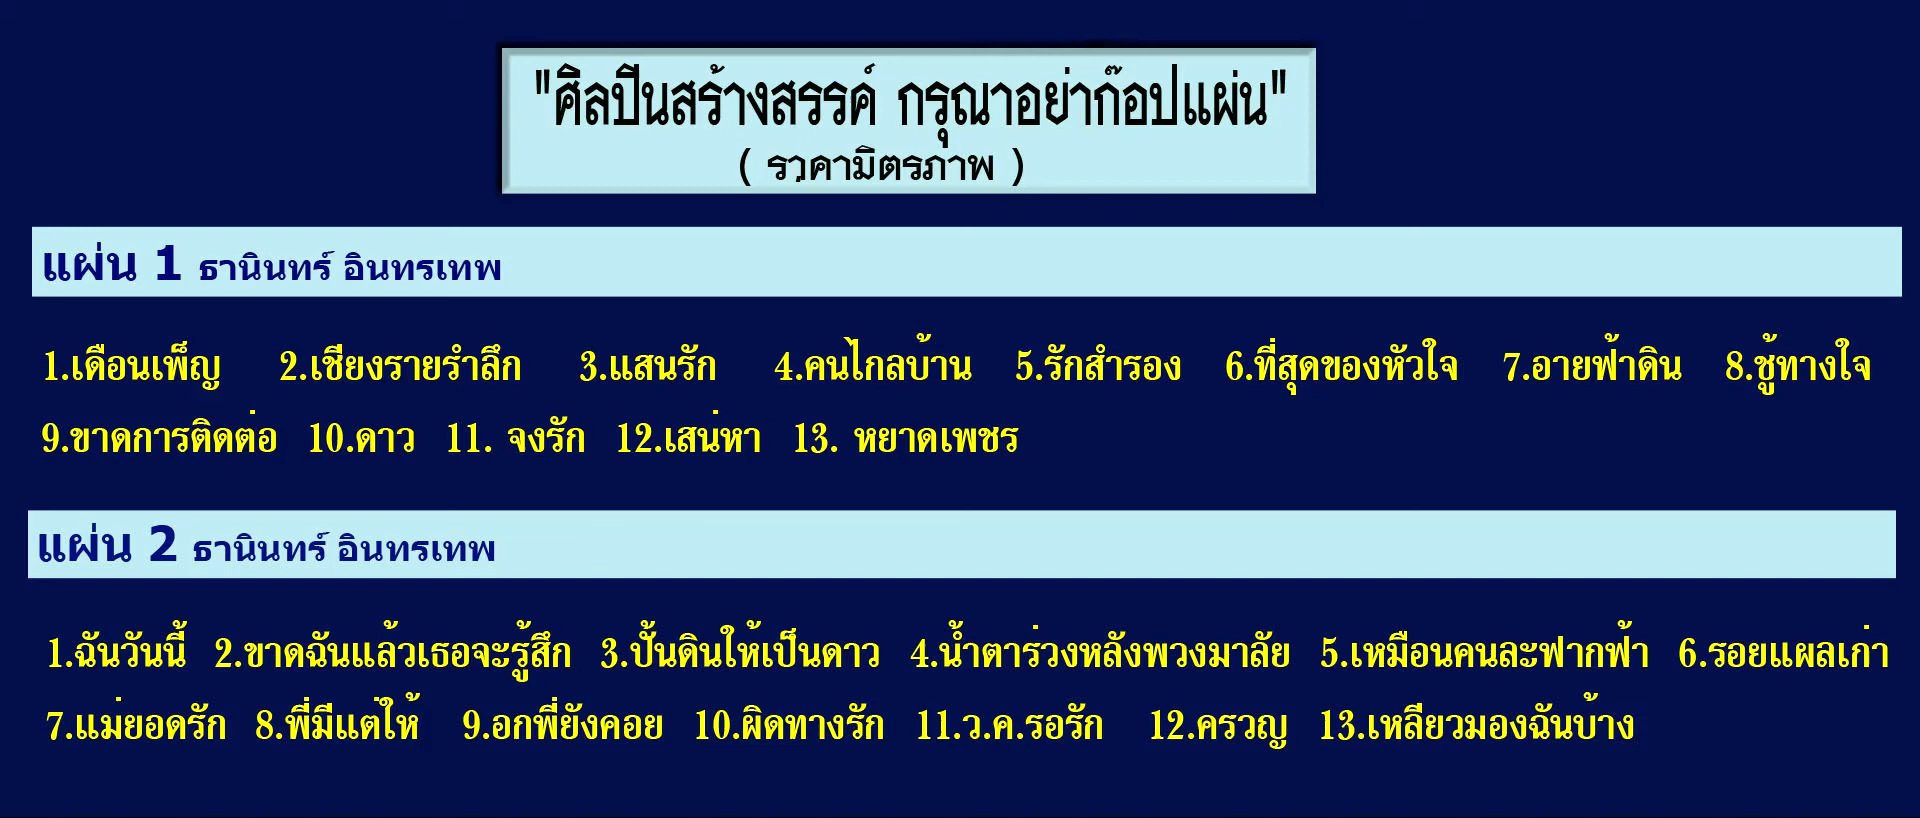 "ศิลปินสร้างสรรค์ กรุณาอย่าก๊อปแผ่น"
( ราคามิตรภาพ )
แผ่น 1 ธานินทร์ อินทรเทพ
1.เดือนเพ็ญ 2.เชียงรายรำลึก 3.แสนรัก 4.คนไกลบ้าน 5.รักสำรอง 6.ที่สุดของหัวใจ 7.อายฟ้าดิน 8.ชู้ทางใจ
9.ขาดการติดต่อ 10.ดาว 11. จงรัก 12.เสน่หา 13. หยาดเพชร
แผ่น 2 ธานินทร์ อินทรเทพ
1.ฉันวันนี้ 2.ขาดฉันแล้วเธอจะรู้สึก 3.ปั้นดินให้เป็นดาว 4.น้ำตาร่วงหลังพวงมาลัย 5.เหมือนคนละฟากฟ้า 6.รอยแผลเก่า
7.แม่ยอดรัก 8.พี่มีแต่ให้ 9.อกพี่ยังคอย 10.ผิดทางรัก 11.ว.ค.รอรัก 12.ครวญ 13.เหลียวมองฉันบ้าง